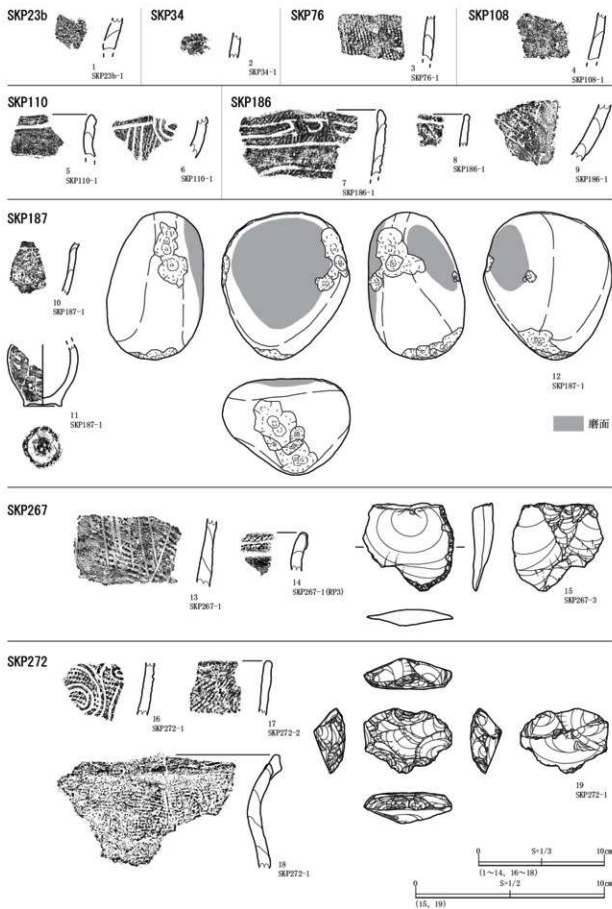 SKP23b
1
SKP23b-1
SKP34
2
SKP34-1
SKP76
3
SKP76-1
SKP108
4
SKP108-1
SKP110
5
SKP110-1
6
SKP110-1
SKP186
7
SKP186-1
8
SKP186-1
9
SKP186-1
SKP187
10
SKP187-1
11
SKP187-1
12
SKP187-1
磨面
SKP267
13
SKP267-1
14
SKP267-1(RP3)
15
SKP267-3
SKP272
16
SKP272-1
17
SKP272-2
18
SKP272-1
19
SKP272-1
0 S=1/3 10cm
(1～14、16～18)
0 S=1/2 10cm
(15、19)